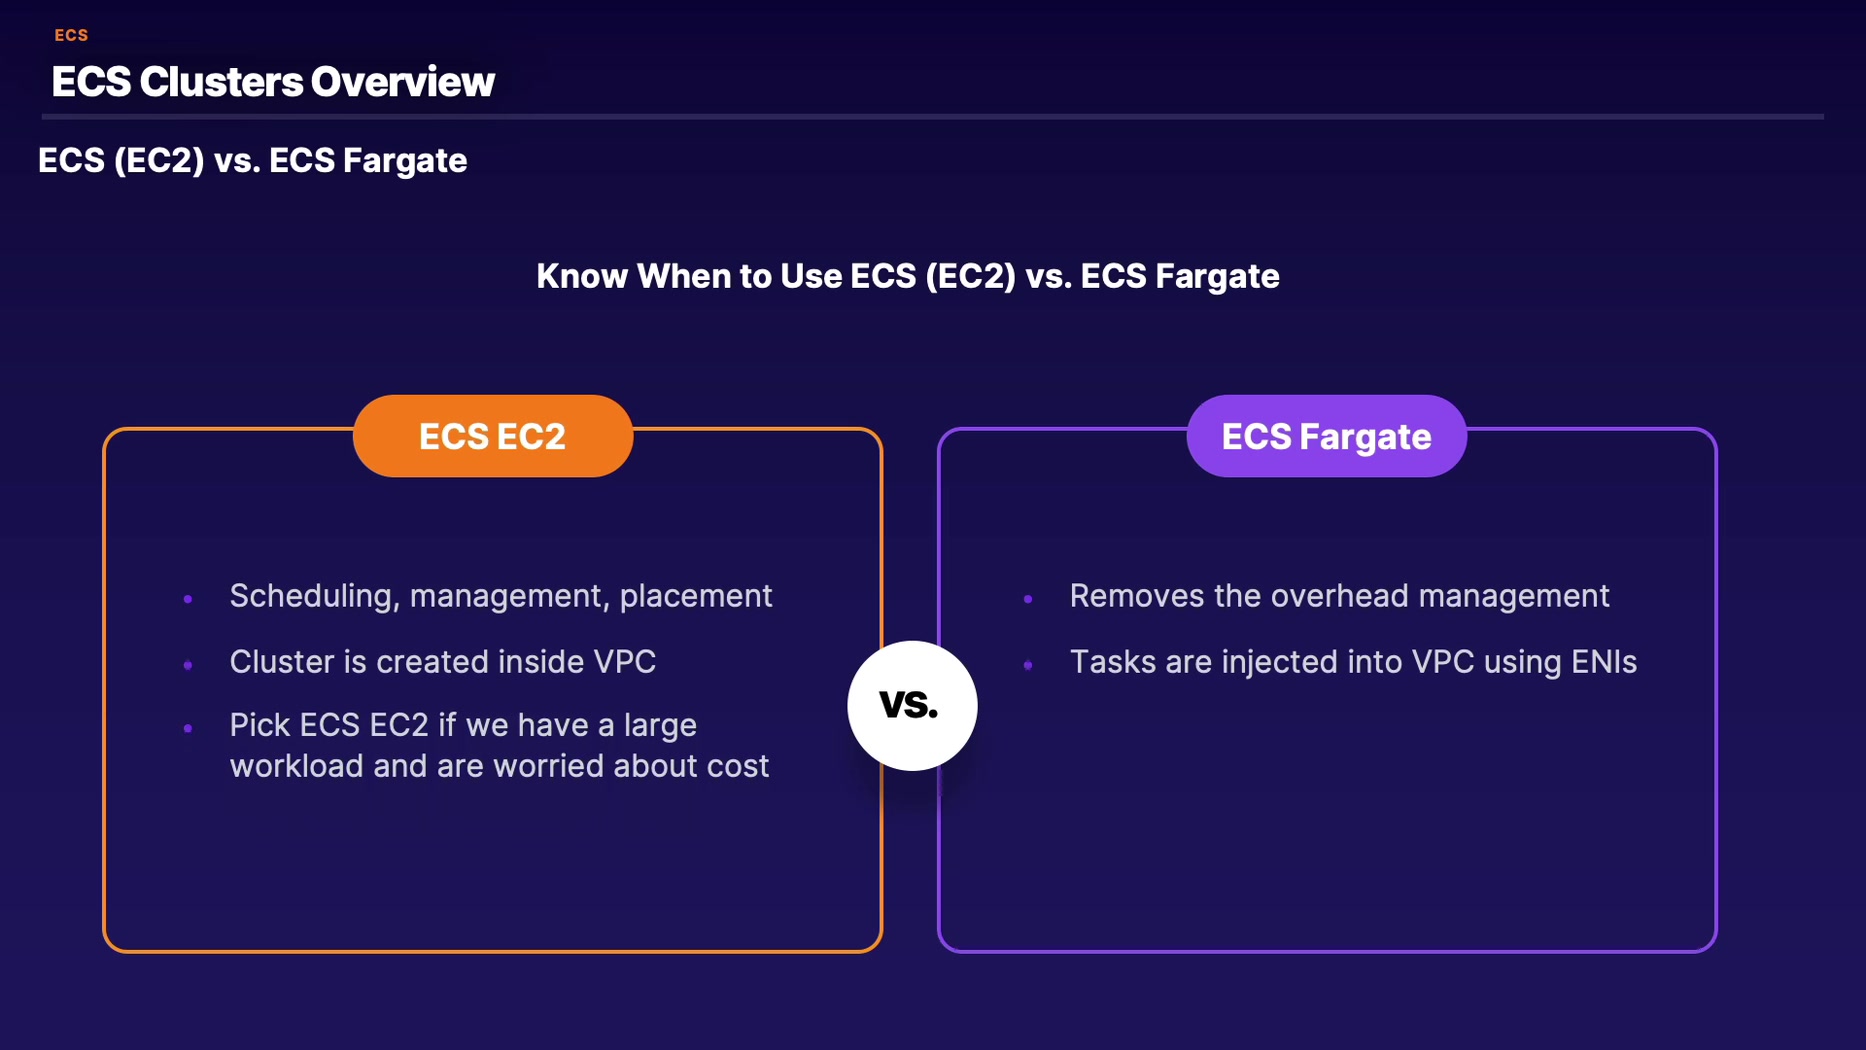 ECS
ECS Clusters Overview
ECS (EC2) vs. ECS Fargate
Know When to Use ECS (EC2) vs. ECS Fargate
ECS EC2
Scheduling, management, placement
Cluster is created inside VPC
Pick ECS EC2 if we have a large
workload and are worried about cost
vs.
ECS Fargate
Removes the overhead management
Tasks are injected into VPC using ENIs